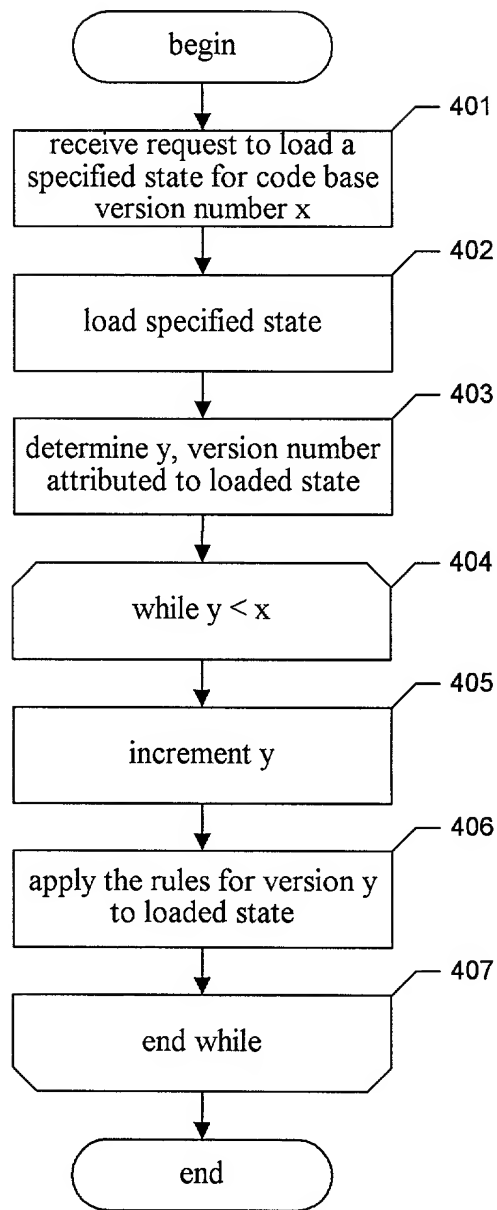 begin
401
receive request to load a
specified state for code base
version number x
402
load specified state
403
determine y, version number
attributed to loaded state
404
while y < x
405
increment y
406
apply the rules for version y
to loaded state
407
end while
end